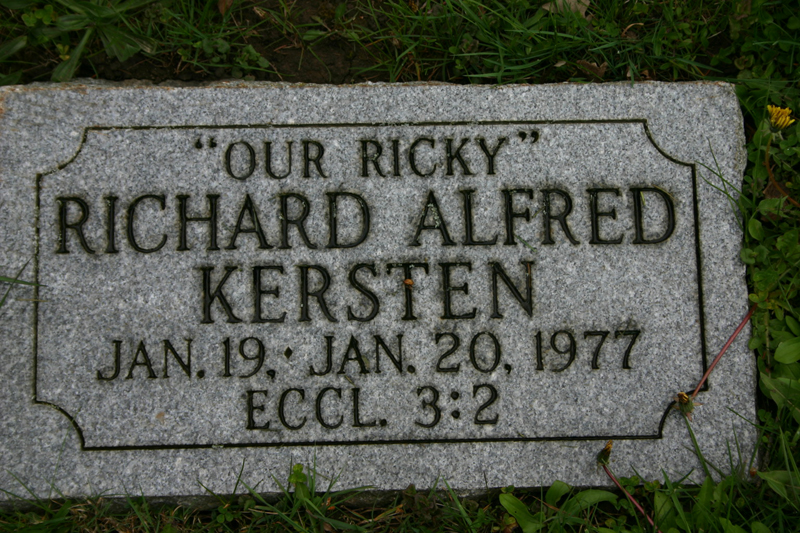 "OUR RICKY"
RICHARD ALFRED
KERSTEN
JAN. 19, · JAN. 20, 1977
ECCL. 3:2